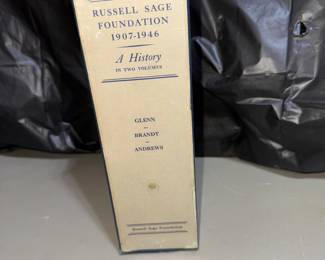 RUSSELL SAGE
FOUNDATION
1907-1946
A History
IN TWO VOLUMES
GLENN
BRANDT
ANDREWS
Russell Sage Foundation